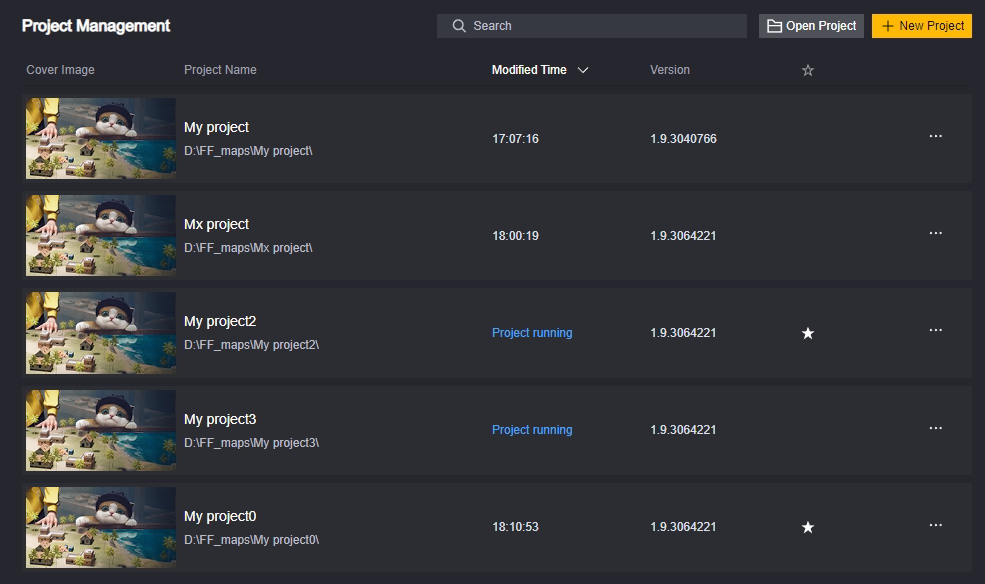 Project Management
Search
Open Project
New Project
Cover Image
Project Name
Modified Time
Version
My project
D:\FF_maps\My project\
17:07:16
1.9.3040766
Mx project
D:\FF_maps\Mx project\
18:00:19
1.9.3064221
My project2
D:\FF_maps\My project2\
Project running
1.9.3064221
My project3
D:\FF_maps\My project3\
Project running
1.9.3064221
My project0
D:\FF_maps\My project0\
18:10:53
1.9.3064221